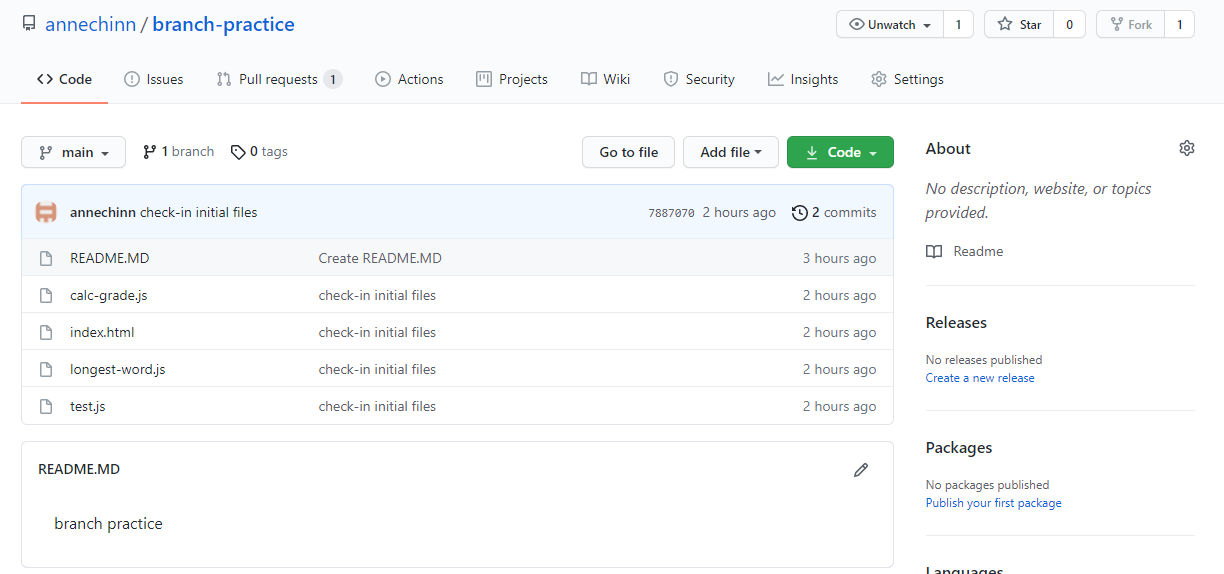 annechinn / branch-practice
Unwatch 1 Star 0 Fork 1
Code Issues Pull requests 1 Actions Projects Wiki Security Insights Settings
main 1 branch 0 tags Go to file Add file Code
annechinn check-in initial files 7887070 2 hours ago 2 commits
README.MD Create README.MD 3 hours ago
calc-grade.js check-in initial files 2 hours ago
index.html check-in initial files 2 hours ago
longest-word.js check-in initial files 2 hours ago
test.js check-in initial files 2 hours ago
README.MD
branch practice
About
No description, website, or topics
provided.
Readme
Releases
No releases published
Create a new release
Packages
No packages published
Publish your first package
Languages